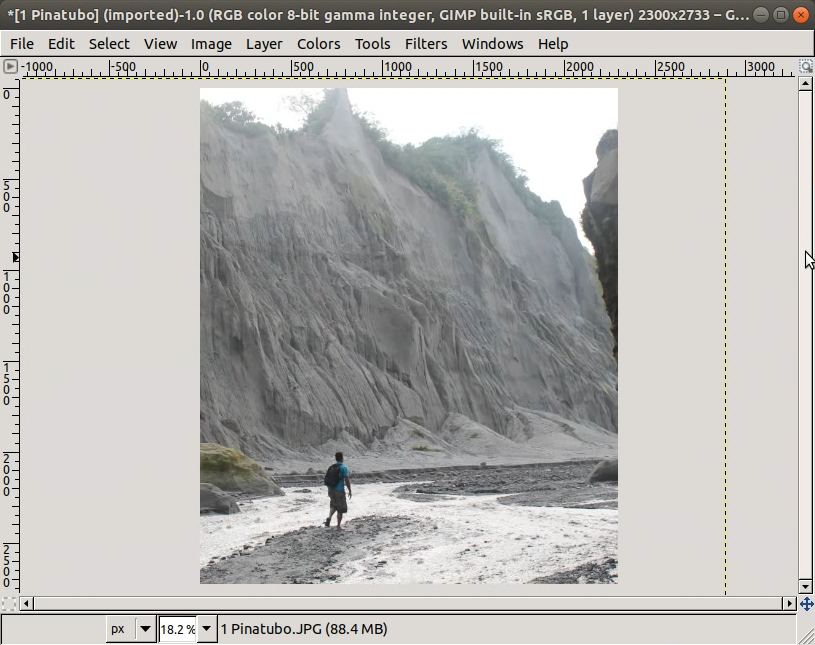 *[1 Pinatubo] (imported)-1.0 (RGB color 8-bit gamma integer, GIMP built-in sRGB, 1 layer) 2300x2733 – G...
File Edit Select View Image Layer Colors Tools Filters Windows Help
-1000 -500 0 500 1000 1500 2000 2500 3000
0
500
1000
1500
2000
2500
px 18.2 % 1 Pinatubo.JPG (88.4 MB)